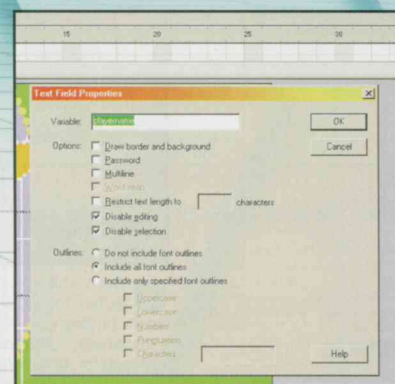 15 20 25 30
Text Field Properties
Variable: playername OK
Options: Draw border and background Cancel
Password
Multiline
Word wrap
Restrict text length to characters
Disable editing
Disable selection
Outlines: Do not include font outlines
Include all font outlines
Include only specified font outlines
Uppercase
Lowercase
Numbers
Punctuation
Characters Help